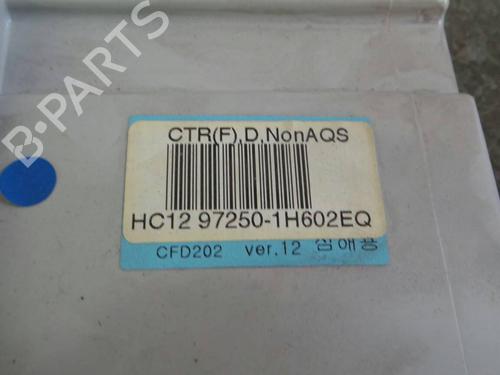 B-PARTS
CTR(F),D,NonAQS
HC12 97250-1H602EQ
CFD202 ver.12 심애용